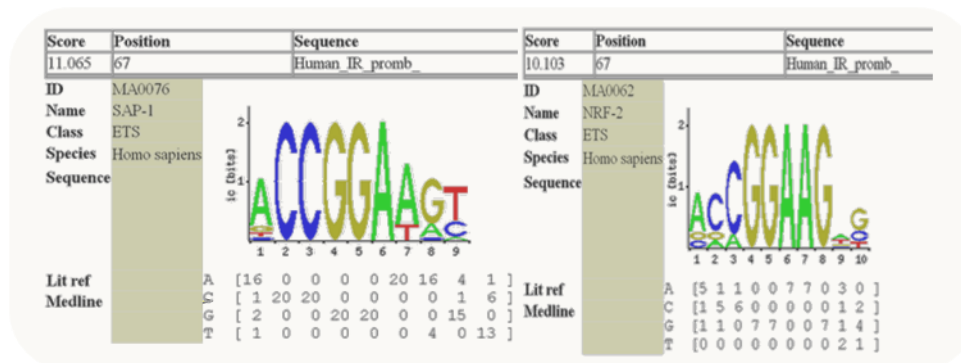 Score Position Sequence
11.065 67 Human_IR_promb_
ID MA0076
Name SAP-1
Class ETS
Species Homo sapiens
Sequence
ic [bits]
2
1
ACCGGAAGT
T A C
1 2 3 4 5 6 7 8 9
Lit ref
Medline
A [16 0 0 0 0 20 16 4 1 ]
C [ 1 20 20 0 0 0 0 1 6 ]
G [ 2 0 0 20 20 0 0 15 0 ]
T [ 1 0 0 0 0 0 4 0 13 ]
Score Position Sequence
10.103 67 Human_IR_promb_
ID MA0062
Name NRF-2
Class ETS
Species Homo sapiens
Sequence
ic [bits]
2
1
ACCGGAAG G
1 2 3 4 5 6 7 8 9 10
Lit ref
Medline
A [5 1 1 0 0 7 7 0 3 0 ]
C [1 5 6 0 0 0 0 0 1 2 ]
G [1 1 0 7 7 0 0 7 1 4 ]
T [0 0 0 0 0 0 0 0 2 1 ]